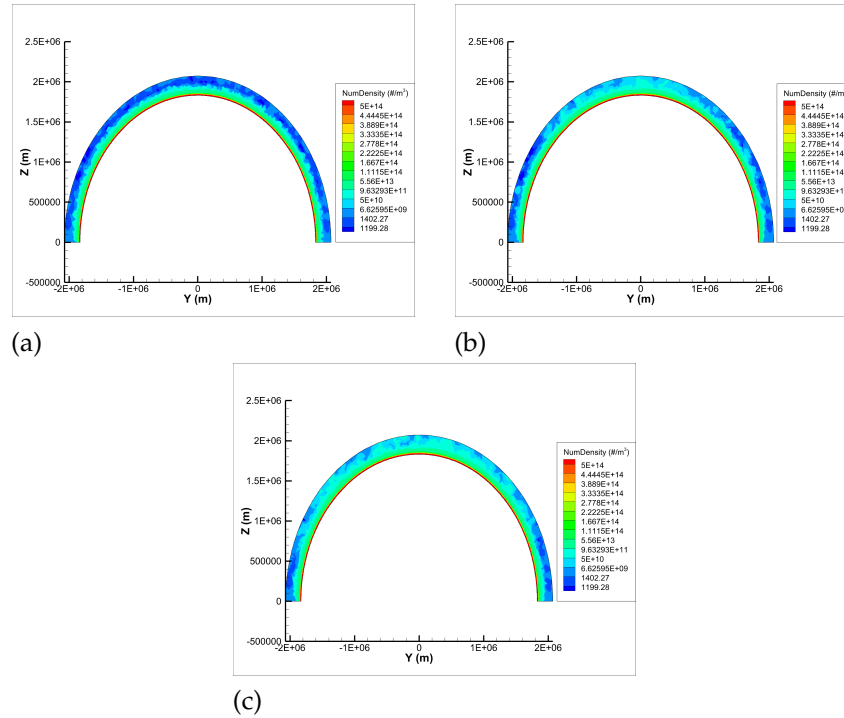 2.5E+06
2E+06
1.5E+06
1E+06
500000
0
-500000
Z (m)
-2E+06 -1E+06 0 1E+06 2E+06
Y (m)
NumDensity (#/m³)
5E+14
4.4445E+14
3.889E+14
3.3335E+14
2.778E+14
2.2225E+14
1.667E+14
1.1115E+14
5.56E+13
9.63293E+11
5E+10
6.62595E+09
1402.27
1199.28
(a)
2.5E+06
2E+06
1.5E+06
1E+06
500000
0
-500000
Z (m)
-2E+06 -1E+06 0 1E+06 2E+06
Y (m)
NumDensity (#/m³
5E+14
4.4445E+14
3.889E+14
3.3335E+14
2.778E+14
2.2225E+14
1.667E+14
1.1115E+14
5.56E+13
9.63293E+1
5E+10
6.62595E+09
1402.27
1199.28
(b)
2.5E+06
2E+06
1.5E+06
1E+06
500000
0
-500000
Z (m)
-2E+06 -1E+06 0 1E+06 2E+06
Y (m)
NumDensity (#/m³)
5E+14
4.4445E+14
3.889E+14
3.3335E+14
2.778E+14
2.2225E+14
1.667E+14
1.1115E+14
5.56E+13
9.63293E+11
5E+10
6.62595E+09
1402.27
1199.28
(c)